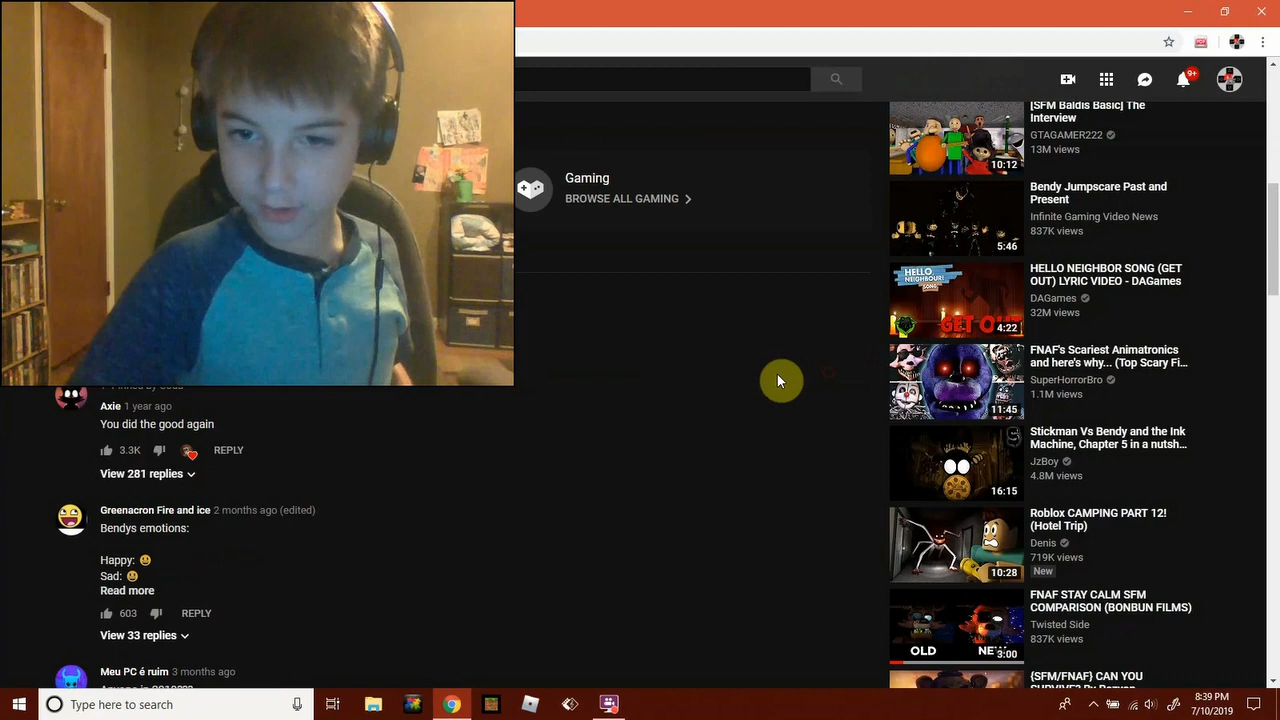 9+
Gaming
BROWSE ALL GAMING
Axie 1 year ago
You did the good again
3.3K
REPLY
View 281 replies
Greenacron Fire and ice 2 months ago (edited)
Bendys emotions:
Happy: 😃
Sad: 😃
Read more
603
REPLY
View 33 replies
Meu PC é ruim 3 months ago
[SFM Baldis Basic] The
Interview
GTAGAMER222
13M views
10:12
Bendy Jumpscare Past and
Present
Infinite Gaming Video News
837K views
5:46
HELLO NEIGHBOR SONG (GET
OUT) LYRIC VIDEO - DAGames
DAGames
32M views
HELLO NEIGHBOUR
SONG
GET OUT
4:22
FNAF's Scariest Animatronics
and here's why... (Top Scary Fi...
SuperHorrorBro
1.1M views
11:45
Stickman Vs Bendy and the Ink
Machine, Chapter 5 in a nutsh...
JzBoy
4.8M views
16:15
Roblox CAMPING PART 12!
(Hotel Trip)
Denis
719K views
New
10:28
FNAF STAY CALM SFM
COMPARISON (BONBUN FILMS)
Twisted Side
837K views
OLD
3:00
{SFM/FNAF} CAN YOU
Type here to search
8:39 PM
7/10/2019